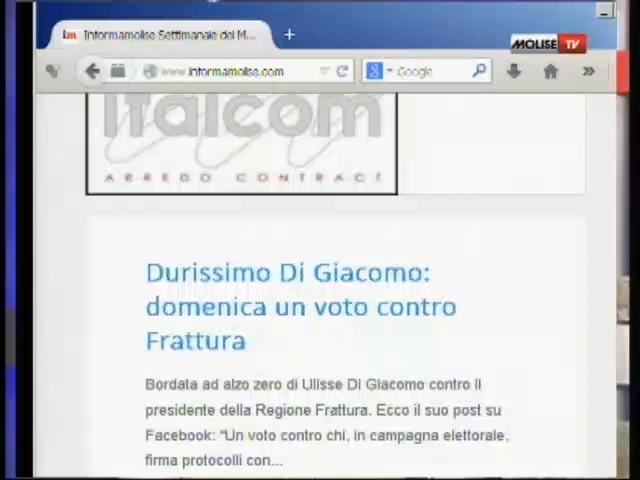 Informamolise Settimanale del M...
MOLISE TV
www.informamolise.com
Google
italcom
ARREDO CONTRACT
Durissimo Di Giacomo:
domenica un voto contro
Frattura
Bordata ad alzo zero di Ulisse Di Giacomo contro il
presidente della Regione Frattura. Ecco il suo post su
Facebook: "Un voto contro chi, in campagna elettorale,
firma protocolli con...